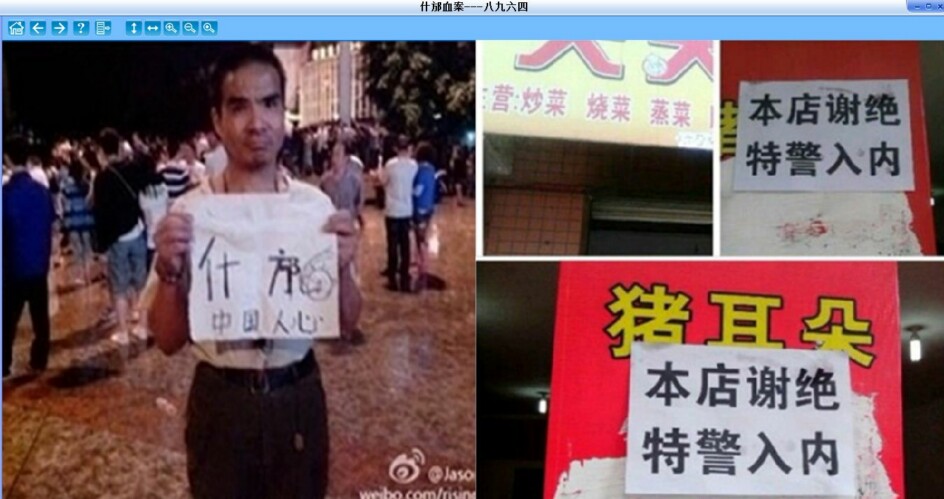 什邡血案---八九六四
什邡
中国人心
@Jaso
weibo.com/rising
营:炒菜 烧菜 蒸菜
本店谢绝
特警入内
猪耳朵
本店谢绝
特警入内